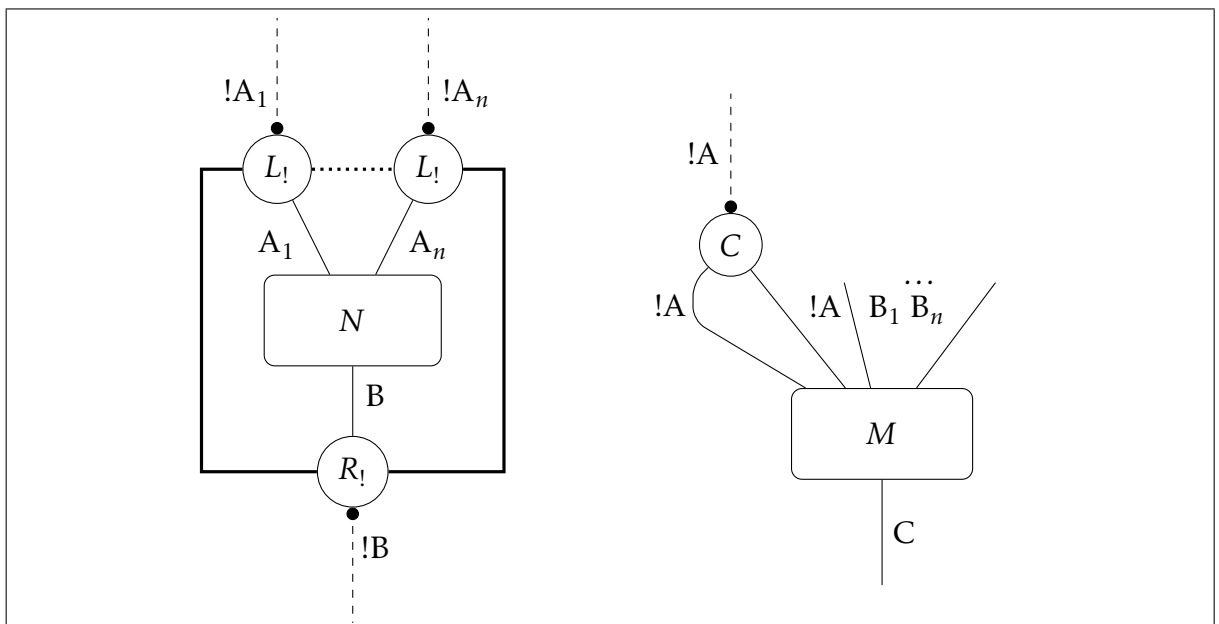 !A₁ !Aₙ
L! L!
A₁ Aₙ
N
B
R!
!B
!A
C
!A !A B₁ ... Bₙ
M
C